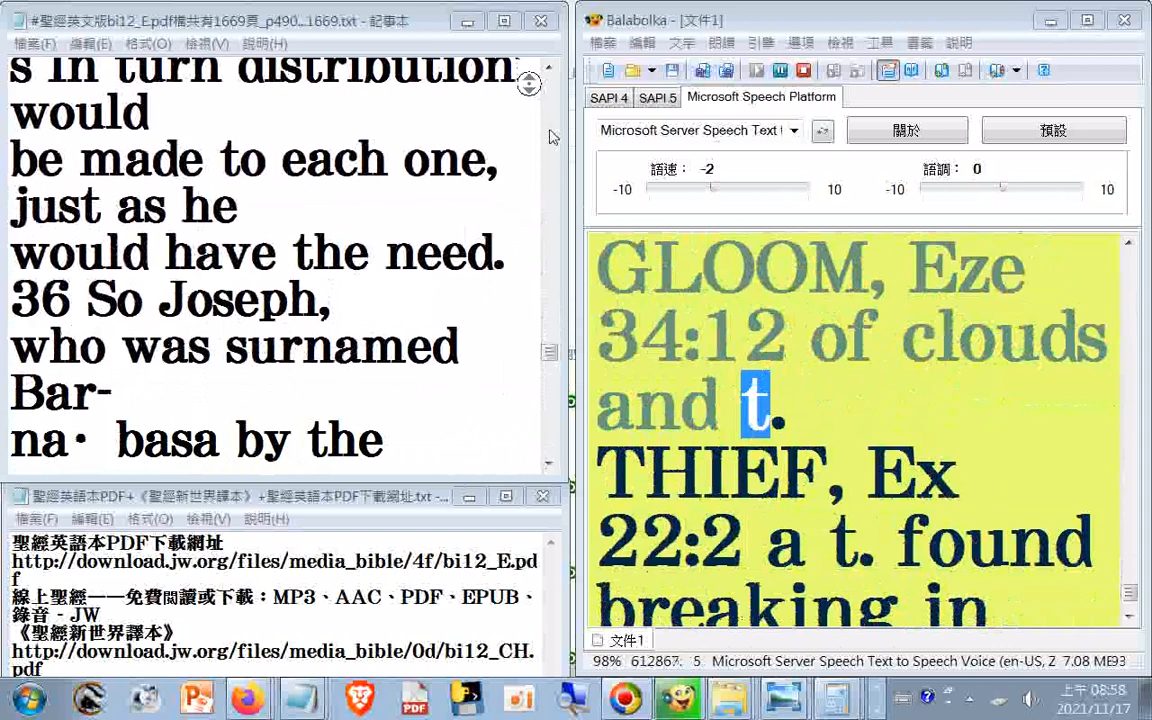 #聖經英文版bi12_Epdf檔共有1669頁_p490...1669.txt - 記事本
檔案(F) 編輯(E) 格式(O) 檢視(V) 說明(H)
s in turn distribution
would
be made to each one,
just as he
would have the need.
36 So Joseph,
who was surnamed
Bar-
na· basa by the
聖經英語本PDF+《聖經新世界譯本》+聖經英語本PDF下載網址.txt -...
檔案(F) 編輯(E) 格式(O) 檢視(V) 說明(H)
聖經英語本PDF下載網址
http://download.jw.org/files/media_bible/4f/bi12_E.pd
f
線上聖經——免費閱讀或下載：MP3、AAC、PDF、EPUB、
錄音 - JW
《聖經新世界譯本》
http://download.jw.org/files/media_bible/0d/bi12_CH.
pdf
Balabolka - [文件1]
檔案 編輯 文字 朗讀 引擎 選項 檢視 工具 書籤 說明
SAPI 4 SAPI 5 Microsoft Speech Platform
Microsoft Server Speech Text 關於 預設
語速： -2 語調： 0
-10 10 -10 10
GLOOM, Eze
34:12 of clouds
and t.
THIEF, Ex
22:2 a t. found
breaking in
文件1
98% 612867: 5 Microsoft Server Speech Text to Speech Voice (en-US, Z 7.08 ME93
PDF
上午 08:58
2021/11/17